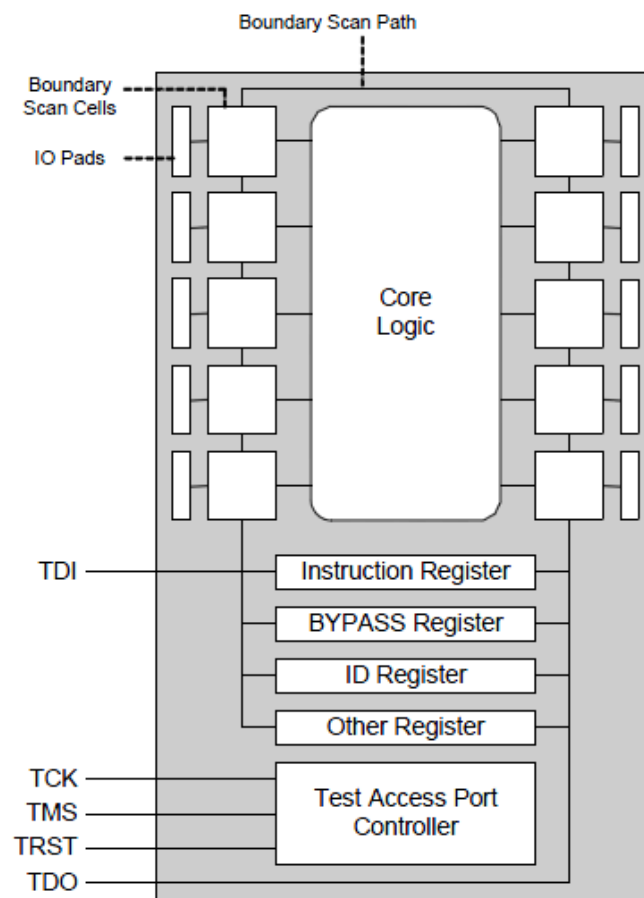 Boundary Scan Path
Boundary
Scan Cells
IO Pads
Core
Logic
TDI
Instruction Register
BYPASS Register
ID Register
Other Register
TCK
TMS
TRST
TDO
Test Access Port
Controller